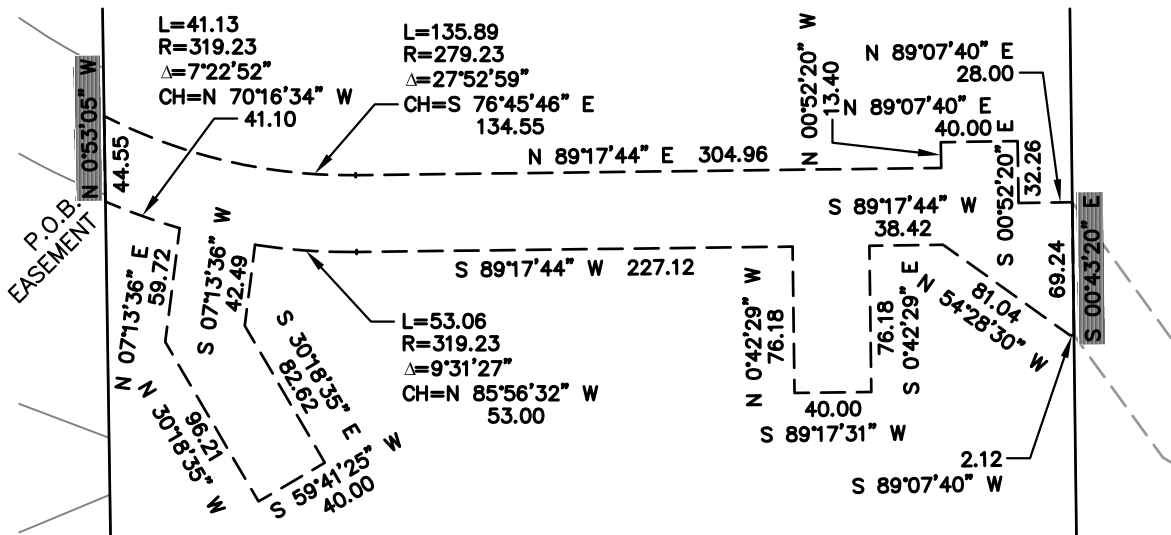 L=41.13
R=319.23
Δ=7°22'52"
CH=N 70°16'34" W
41.10
L=135.89
R=279.23
Δ=27°52'59"
CH=S 76°45'46" E
134.55
N 00°52'20" W
13.40
N 89°07'40" E
28.00
N 89°07'40" E
40.00
N 0°53'05" W
44.55
N 89°17'44" E 304.96
S 00°52'20" E
32.26
P.O.B.
EASEMENT
S 89°17'44" W
38.42
N 07°13'36" E
59.72
S 07°13'36" W
42.49
S 89°17'44" W 227.12
S 00°43'20" E
69.24
N 54°28'30" W
81.04
N 0°42'29" W
76.18
S 0°42'29" E
76.18
L=53.06
R=319.23
Δ=9°31'27"
CH=N 85°56'32" W
53.00
S 30°18'35" E
82.62
N 30°18'35" W
96.21
40.00
S 89°17'31" W
S 59°41'25" W
40.00
2.12
S 89°07'40" W